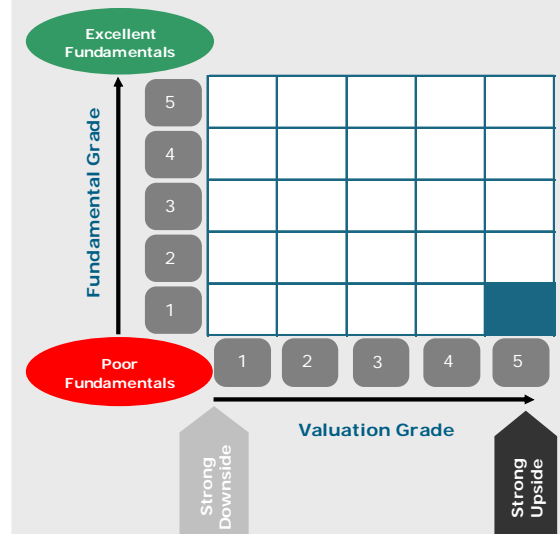 Excellent
Fundamentals
Fundamental Grade
5
4
3
2
1
Poor
Fundamentals
1
2
3
4
5
Valuation Grade
Strong
Downside
Strong
Upside